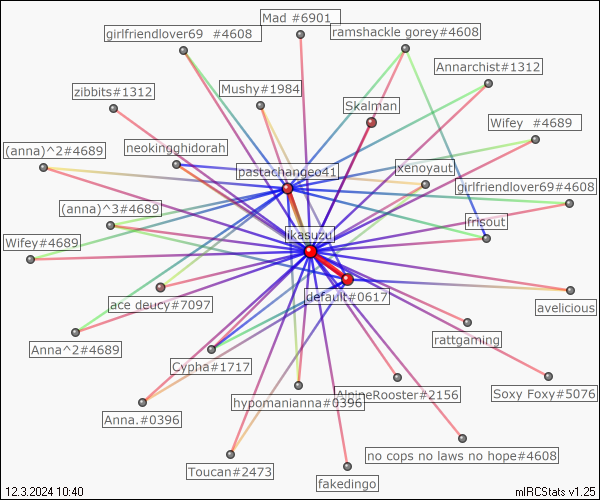 Mad #6901
girlfriendlover69 #4608
ramshackle gorey#4608
Annarchist#1312
zibbits#1312
Mushy#1984
Skalman
Wifey #4689
(anna)^2#4689
neokingghidorah
pastachangeo41
xenoyaut
girlfriendlover69#4608
(anna)^3#4689
frisout
Wifey#4689
ikasuzu
ace deucy#7097
default#0617
avelicious
rattgaming
Anna^2#4689
Cypha#1717
AlpineRooster#2156
Soxy Foxy#5076
hypomanianna#0396
Anna.#0396
no cops no laws no hope#4608
Toucan#2473
fakedingo
12.3.2024 10:40
mIRCStats v1.25